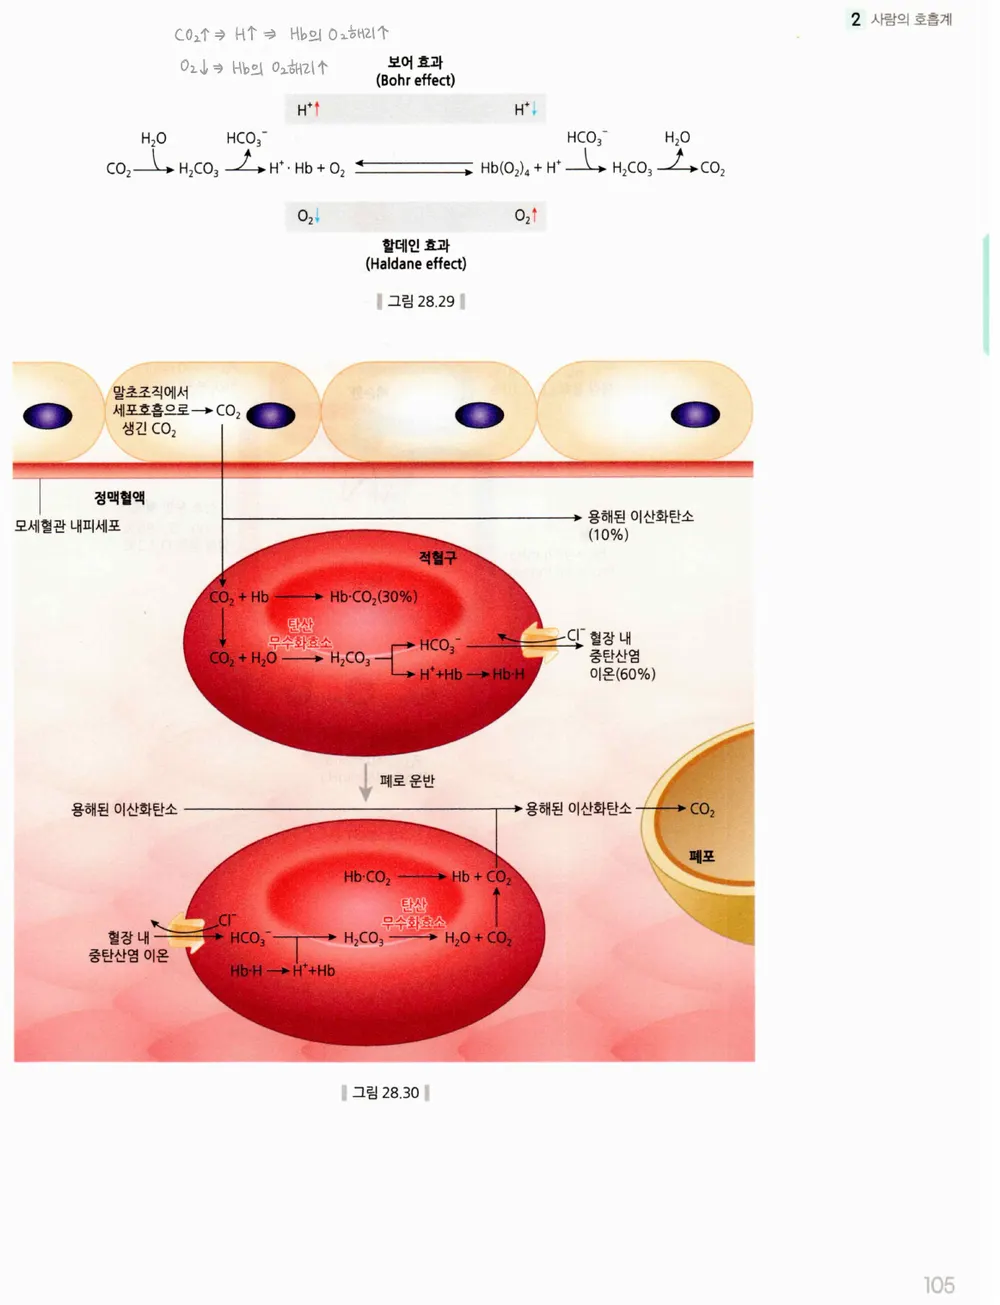 2 사람의 호흡계
CO₂↑ ⇒ H↑ ⇒ Hb의 O₂해리↑
O₂↓ ⇒ Hb의 O₂해리↑
보어 효과
(Bohr effect)
H⁺↑ H⁺↓
H₂O HCO₃⁻ HCO₃⁻ H₂O
CO₂ → H₂CO₃ → H⁺·Hb + O₂ ⇄ Hb(O₂)₄ + H⁺ → H₂CO₃ → CO₂
O₂↓ O₂↑
할데인 효과
(Haldane effect)
그림 28.29
말초조직에서
세포호흡으로 → CO₂
생긴 CO₂
정맥혈액
모세혈관 내피세포
용해된 이산화탄소
(10%)
적혈구
CO₂ + Hb → Hb·CO₂(30%)
탄산
무수화효소
CO₂ + H₂O → H₂CO₃
HCO₃⁻
H⁺+Hb → Hb·H
Cl⁻
혈장 내
중탄산염
이온(60%)
폐로 운반
용해된 이산화탄소 → 용해된 이산화탄소 → CO₂
폐포
Hb·CO₂ → Hb + CO₂
탄산
무수화효소
Cl⁻
혈장 내
중탄산염 이온
HCO₃⁻ → H₂CO₃ → H₂O + CO₂
Hb·H → H⁺+Hb
그림 28.30
105